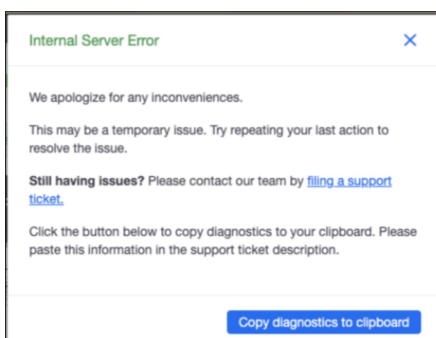 Internal Server Error
We apologize for any inconveniences.
This may be a temporary issue. Try repeating your last action to
resolve the issue.
Still having issues? Please contact our team by filing a support
ticket.
Click the button below to copy diagnostics to your clipboard. Please
paste this information in the support ticket description.
Copy diagnostics to clipboard